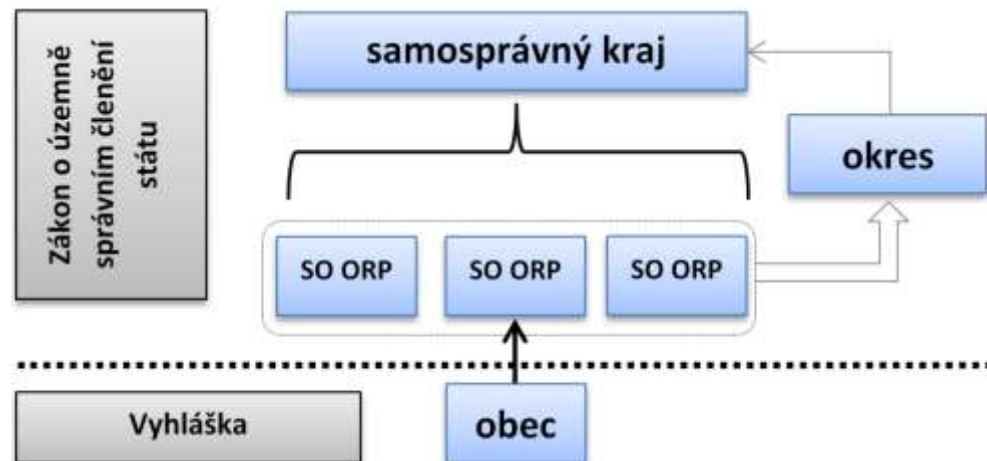 samosprávný kraj
Zákon o územně
správním členění
státu
okres
SO ORP
SO ORP
SO ORP
Vyhláška
obec